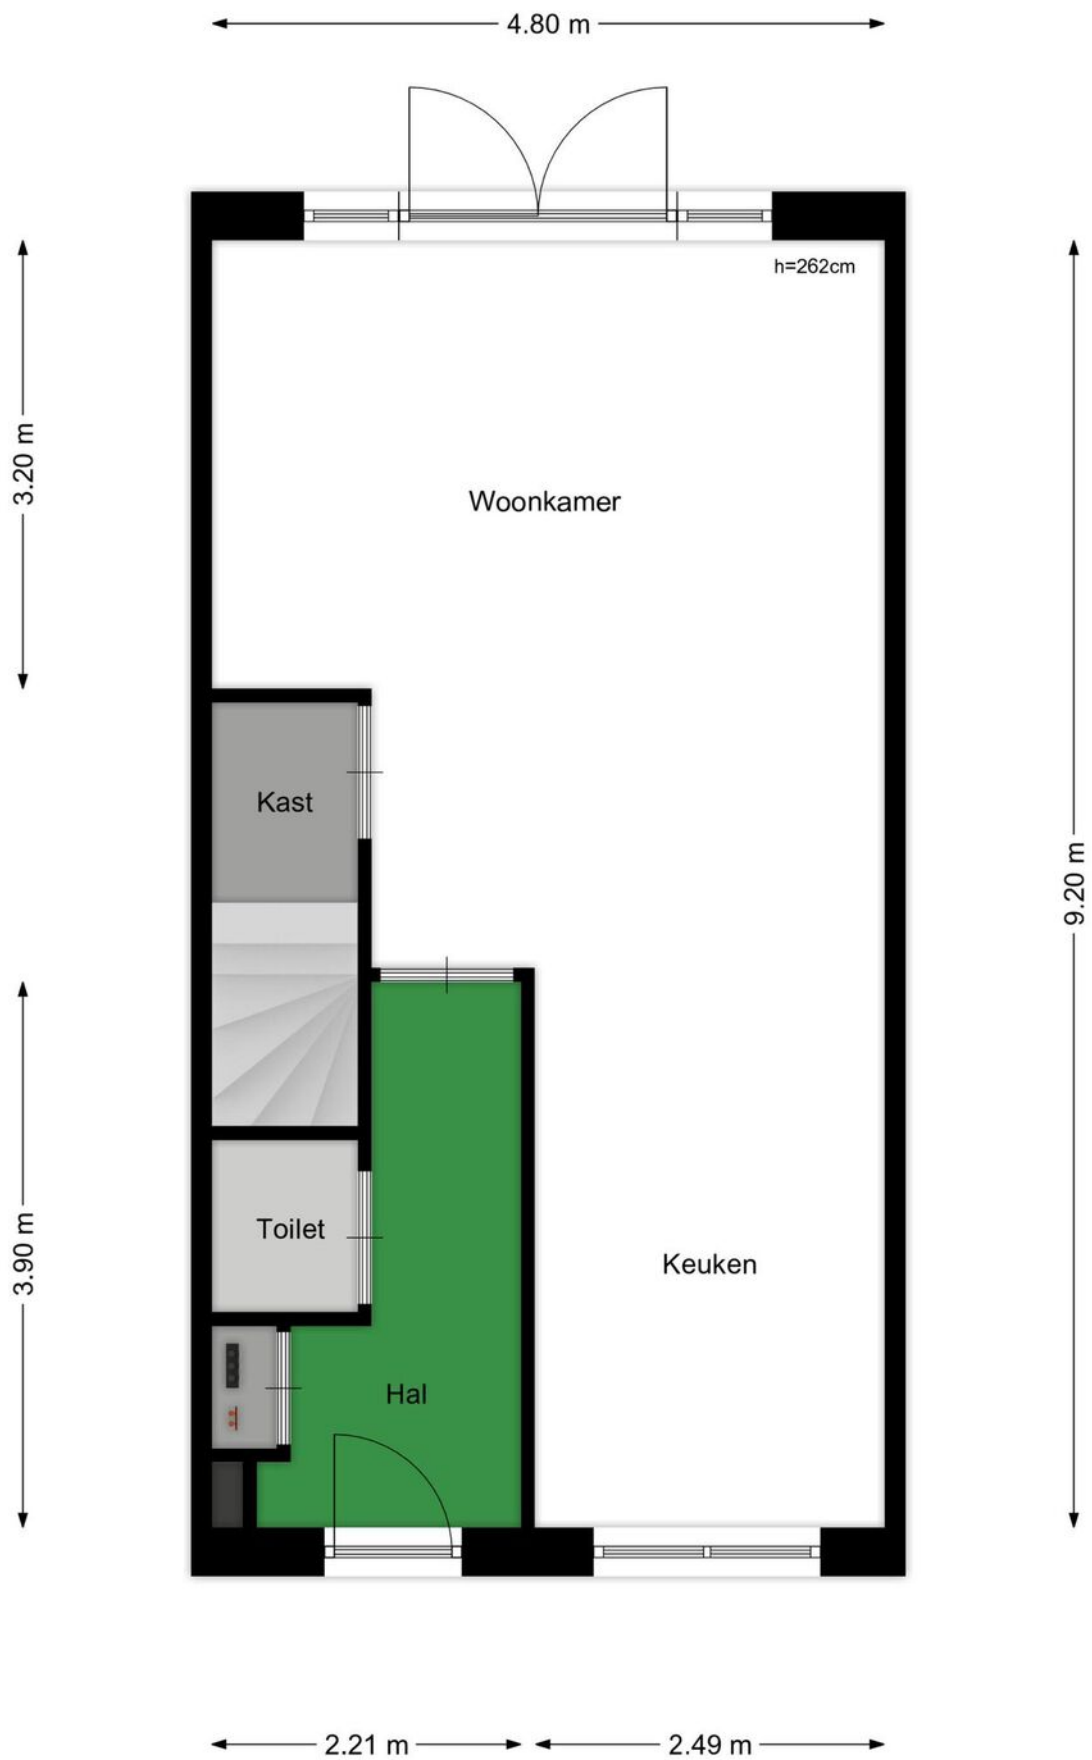 4.80 m
h=262cm
3.20 m
Woonkamer
Kast
9.20 m
Toilet
3.90 m
Keuken
Hal
2.21 m
2.49 m